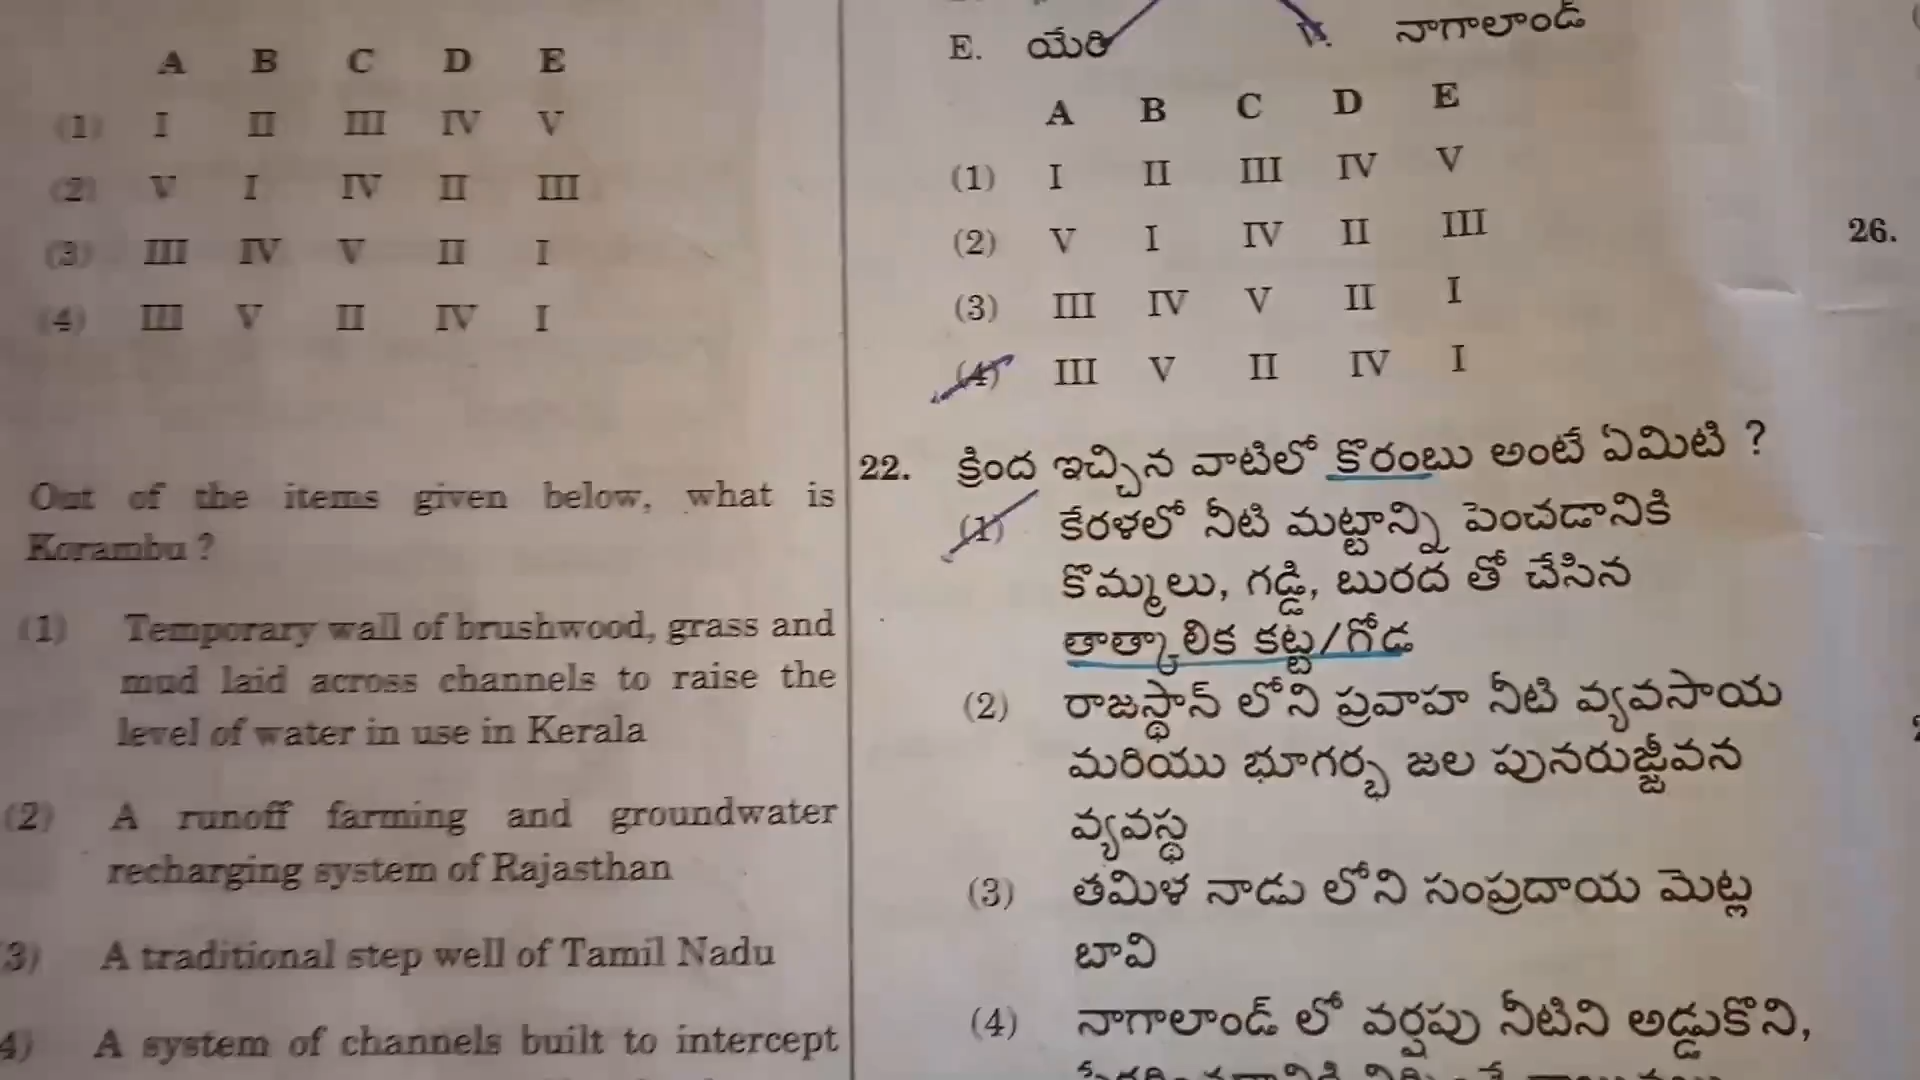 A B C D E
(1) I II III IV V
(2) V I IV II III
(3) III IV V II I
(4) III V II IV I
Out of the items given below, what is
Korambu ?
(1) Temporary wall of brushwood, grass and
mud laid across channels to raise the
level of water in use in Kerala
(2) A runoff farming and groundwater
recharging system of Rajasthan
3) A traditional step well of Tamil Nadu
4) A system of channels built to intercept
E. యేరి
నాగాలాండ్
A B C D E
(1) I II III IV V
(2) V I IV II III
(3) III IV V II I
(4) III V II IV I
22. క్రింద ఇచ్చిన వాటిలో కొరంబు అంటే ఏమిటి ?
(1) కేరళలో నీటి మట్టాన్ని పెంచడానికి
కొమ్మలు, గడ్డి, బురద తో చేసిన
తాత్కాలిక కట్ట/గోడ
(2) రాజస్థాన్ లోని ప్రవాహ నీటి వ్యవసాయ
మరియు భూగర్భ జల పునరుజ్జీవన
వ్యవస్థ
(3) తమిళ నాడు లోని సంప్రదాయ మెట్ల
బావి
(4) నాగాలాండ్ లో వర్షపు నీటిని అడ్డుకొని,
26.